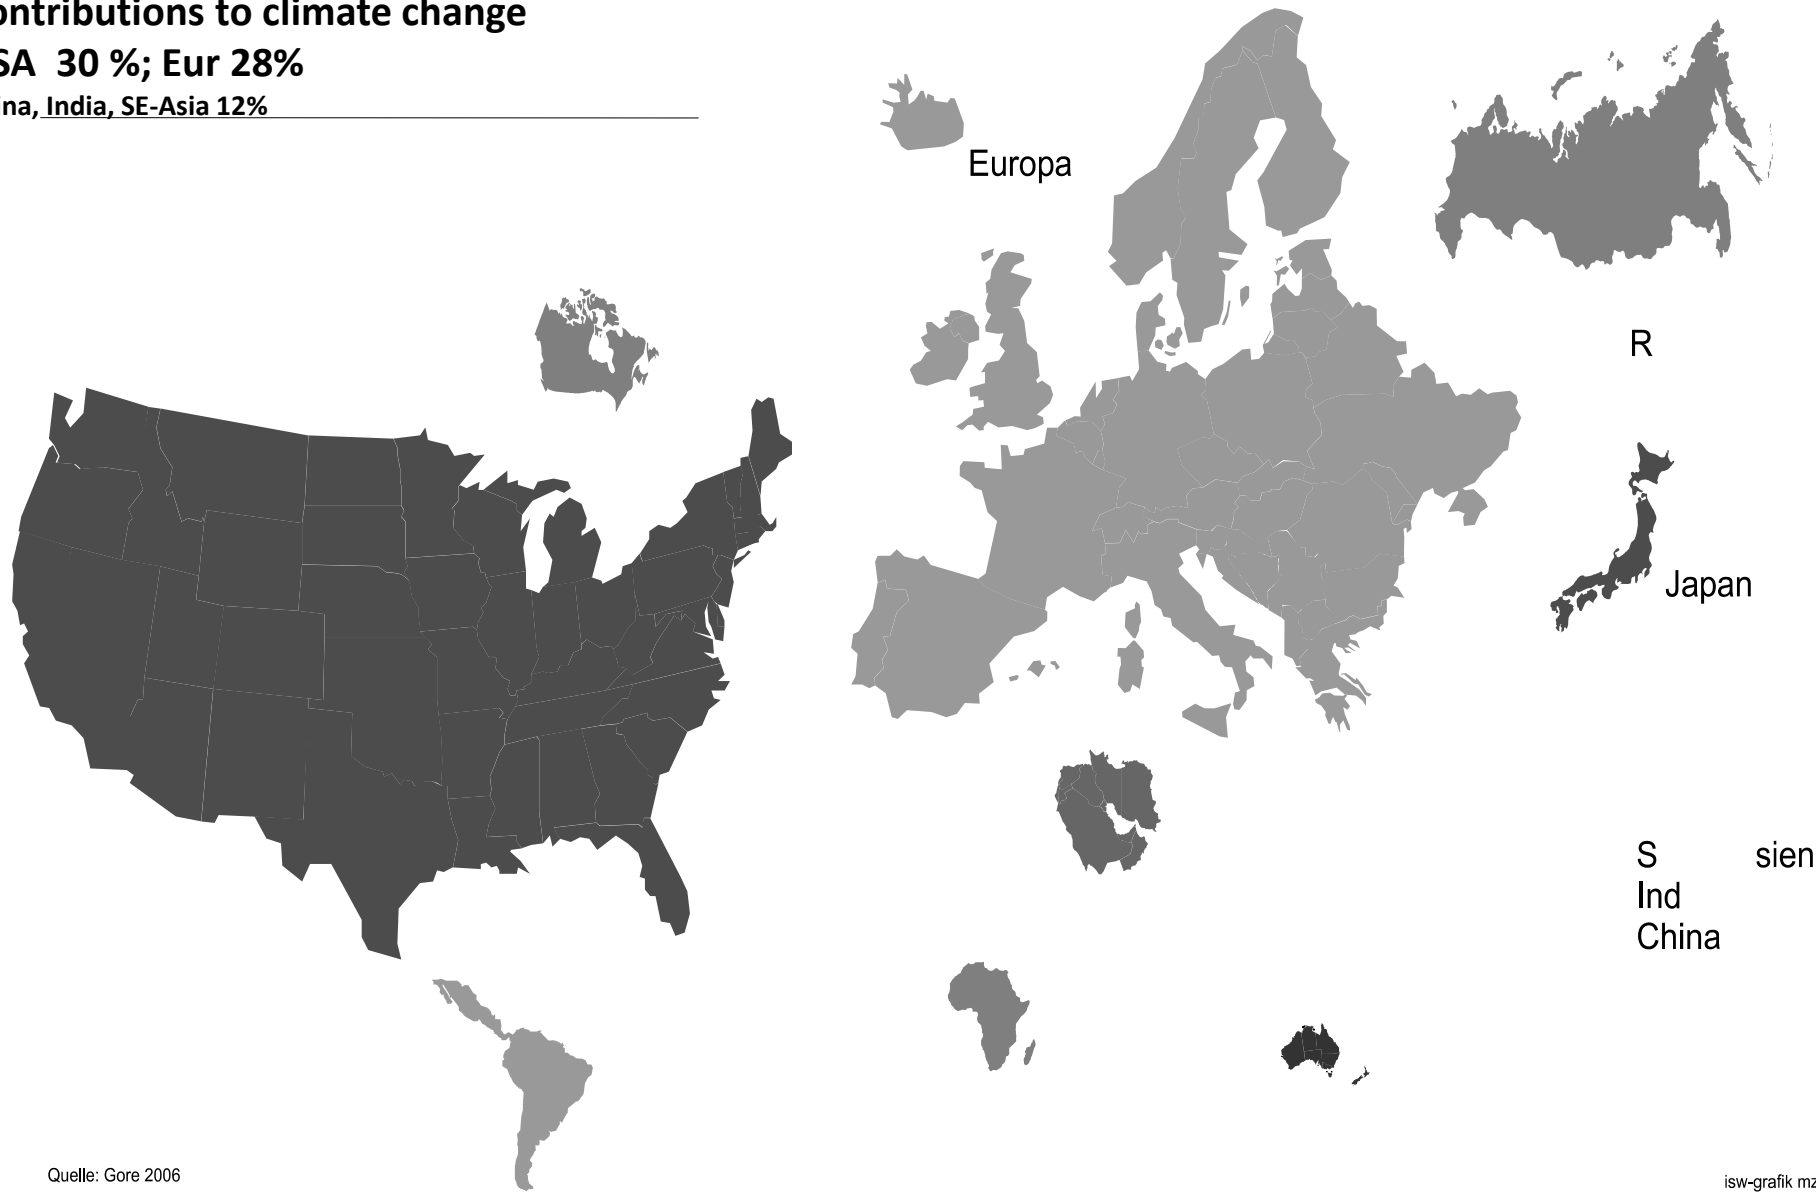 ontributions to climate change
SA 30 %; Eur 28%
ina, India, SE-Asia 12%
Europa
R
Japan
S sien
Ind
China
Quelle: Gore 2006
isw-grafik mz